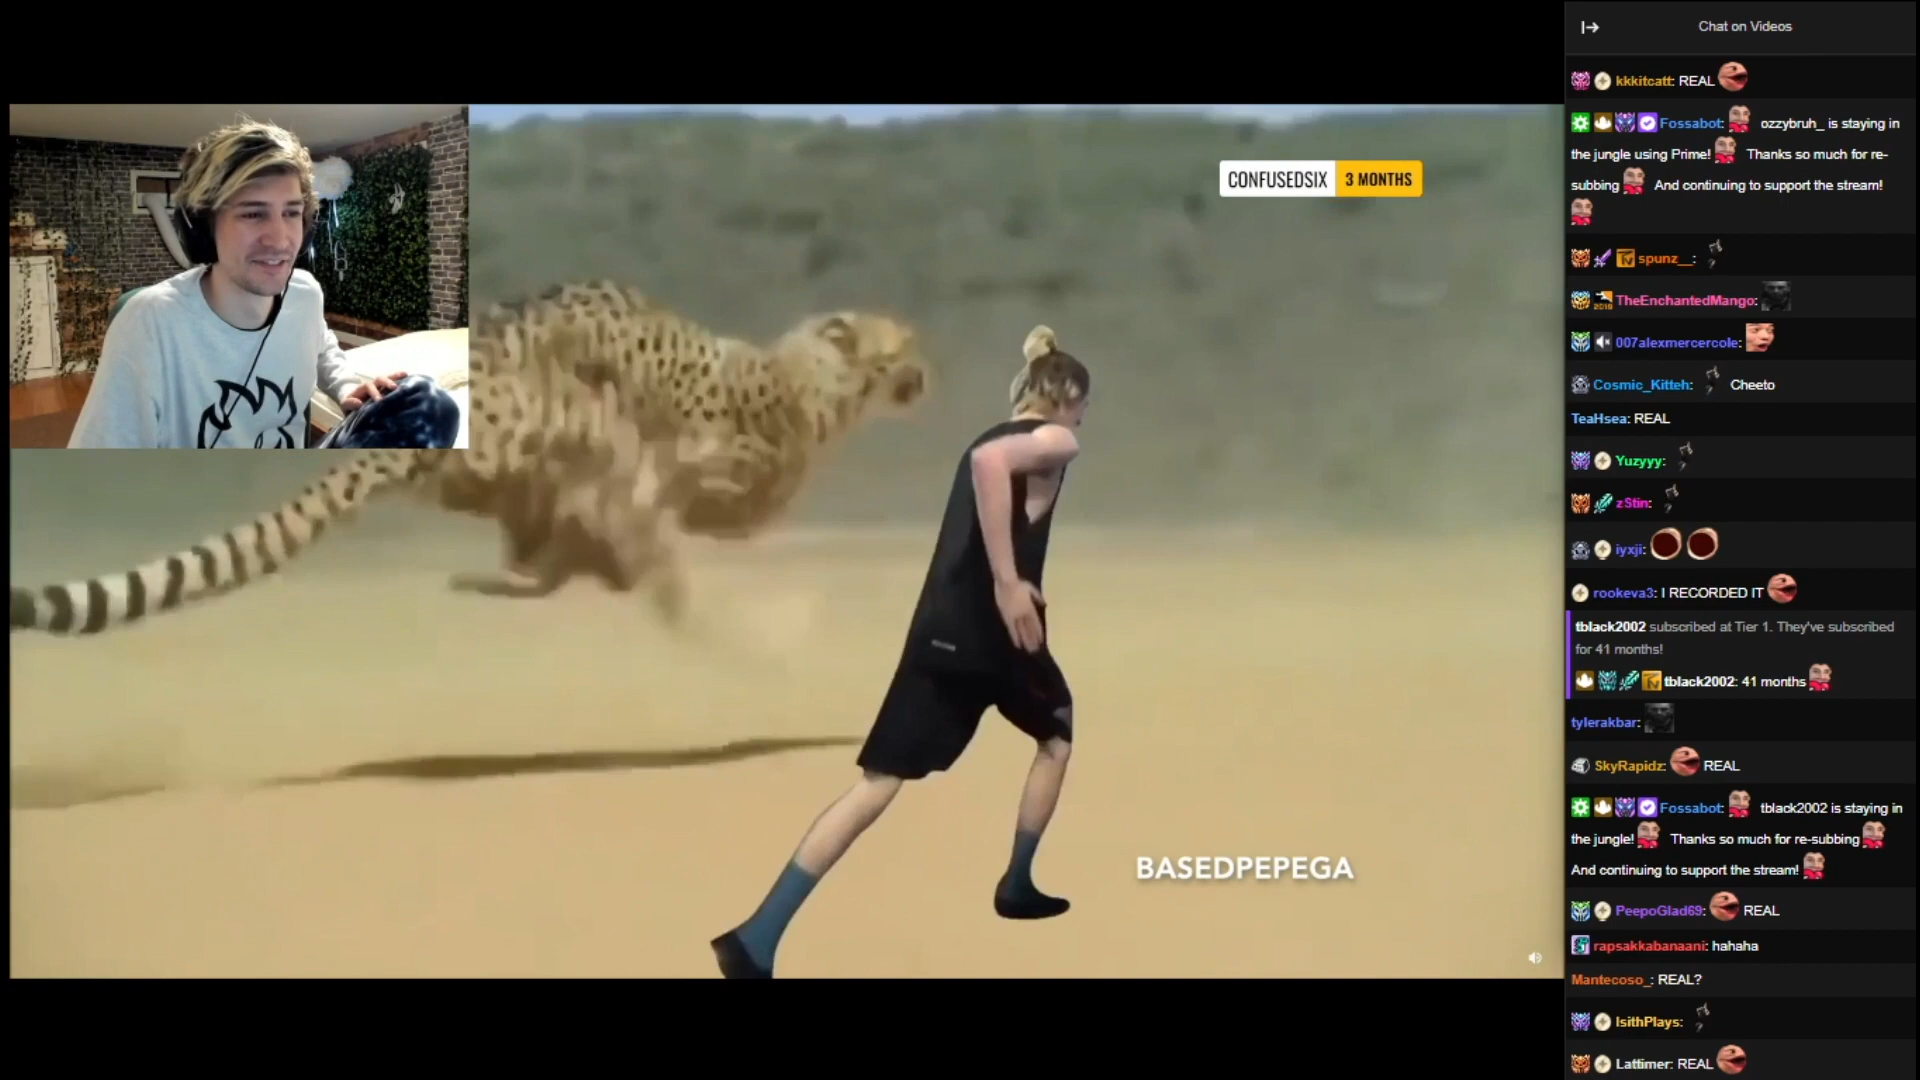 Chat on Videos
kkkitcatt: REAL
Fossabot: ozzybruh_ is staying in
the jungle using Prime! Thanks so much for re-
subbing And continuing to support the stream!
CONFUSEDSIX 3 MONTHS
spunz__:
TheEnchantedMango:
007alexmercercole:
Cosmic_Kitteh: Cheeto
TeaHsea: REAL
Yuzyyy:
zStin:
iyxji:
rookeva3: I RECORDED IT
tblack2002 subscribed at Tier 1. They've subscribed
for 41 months!
tblack2002: 41 months
tylerakbar:
SkyRapidz: REAL
Fossabot: tblack2002 is staying in
the jungle! Thanks so much for re-subbing
And continuing to support the stream!
BASEDPEPEGA
PeepoGlad69: REAL
rapsakkabanaani: hahaha
Mantecoso_: REAL?
IsithPlays:
Lattimer: REAL